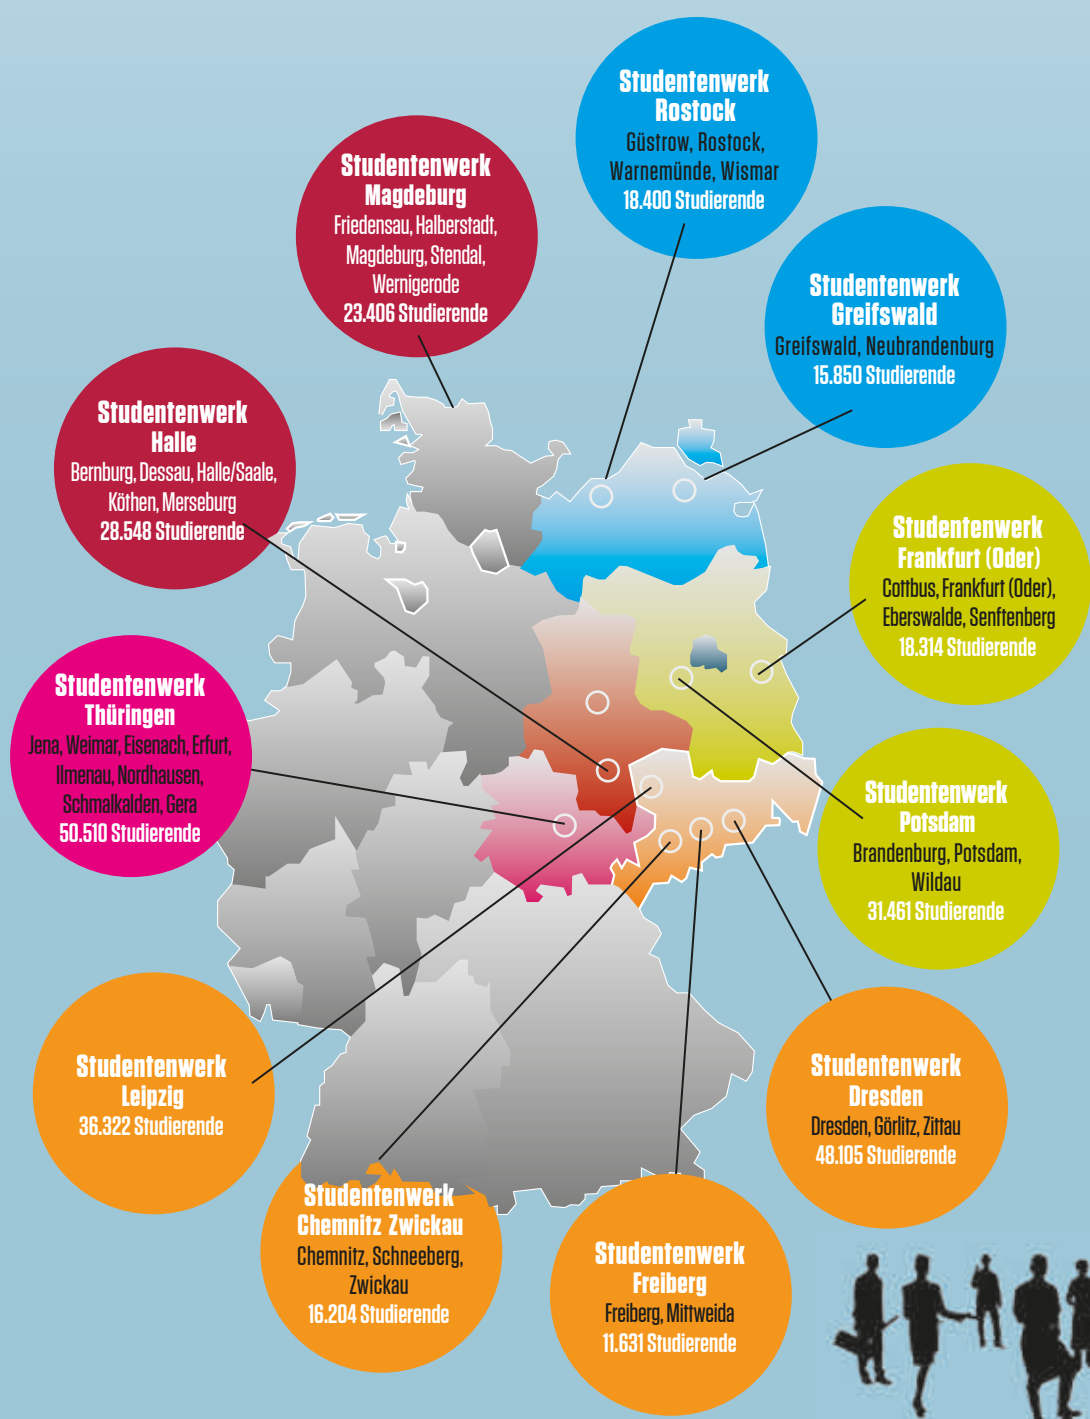 Studentenwerk
Rostock
Güstrow, Rostock,
Warnemünde, Wismar
18.400 Studierende
Studentenwerk
Magdeburg
Friedensau, Halberstadt,
Magdeburg, Stendal,
Wernigerode
23.406 Studierende
Studentenwerk
Greifswald
Greifswald, Neubrandenburg
15.850 Studierende
Studentenwerk
Halle
Bernburg, Dessau, Halle/Saale,
Köthen, Merseburg
28.548 Studierende
Studentenwerk
Frankfurt (Oder)
Cottbus, Frankfurt (Oder),
Eberswalde, Senftenberg
18.314 Studierende
Studentenwerk
Thüringen
Jena, Weimar, Eisenach, Erfurt,
Ilmenau, Nordhausen,
Schmalkalden, Gera
50.510 Studierende
Studentenwerk
Potsdam
Brandenburg, Potsdam,
Wildau
31.461 Studierende
Studentenwerk
Leipzig
36.322 Studierende
Studentenwerk
Dresden
Dresden, Görlitz, Zittau
48.105 Studierende
Studentenwerk
Chemnitz Zwickau
Chemnitz, Schneeberg,
Zwickau
16.204 Studierende
Studentenwerk
Freiberg
Freiberg, Mittweida
11.631 Studierende